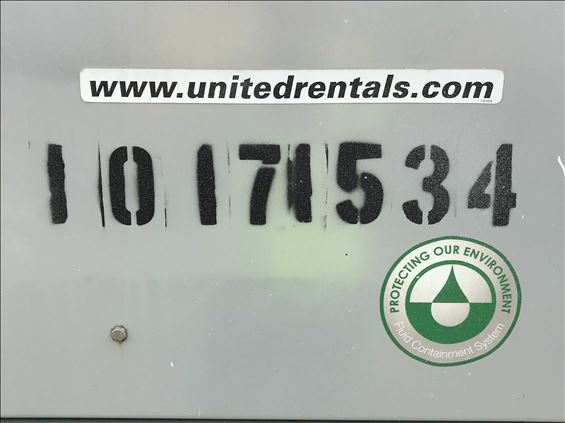 www.unitedrentals.com
10171534
PROTECTING OUR ENVIRONMENT
Fluid Containment System